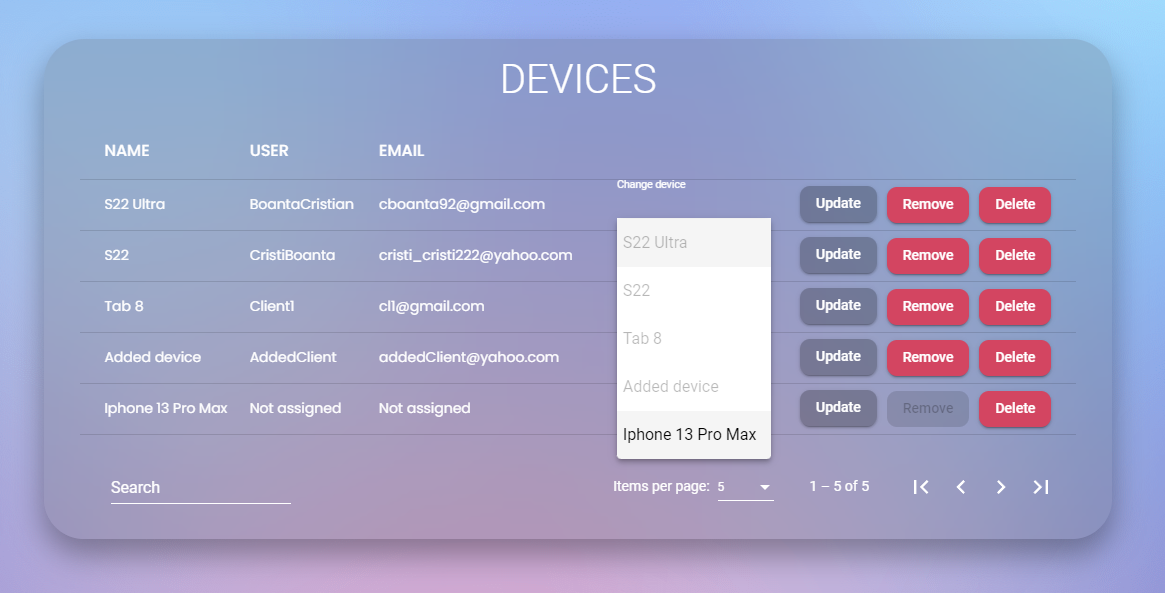 DEVICES
NAME USER EMAIL
Change device
S22 Ultra BoantaCristian cboanta92@gmail.com Update Remove Delete
S22 Ultra
S22 CristiBoanta cristi_cristi222@yahoo.com Update Remove Delete
S22
Tab 8 Client1 cl1@gmail.com Update Remove Delete
Tab 8
Added device AddedClient addedClient@yahoo.com Update Remove Delete
Added device
Iphone 13 Pro Max Not assigned Not assigned Update Remove Delete
Iphone 13 Pro Max
Search Items per page: 5 1 – 5 of 5